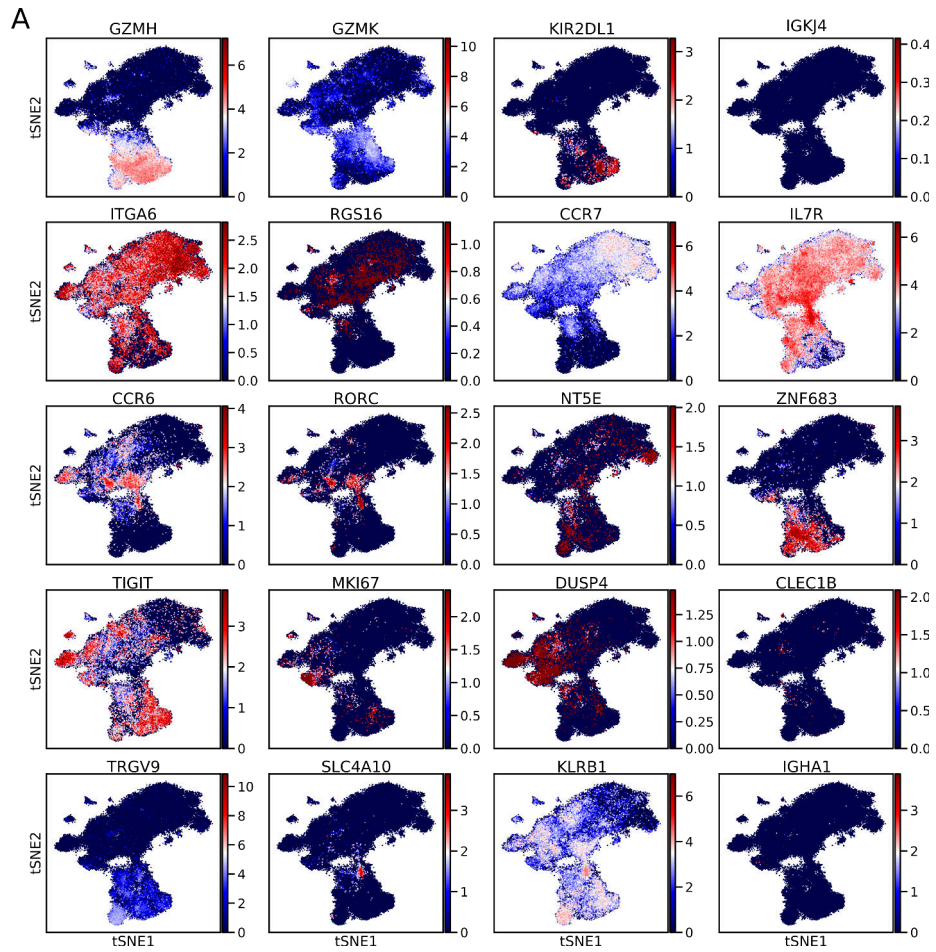 A
GZMH GZMK KIR2DL1 IGKJ4
tSNE2
6 4 2 0
10 8 6 4 2 0
3 2 1 0
0.4 0.3 0.2 0.1 0.0
ITGA6 RGS16 CCR7 IL7R
tSNE2
2.5 2.0 1.5 1.0 0.5 0.0
1.0 0.8 0.6 0.4 0.2 0.0
6 4 2 0
6 4 2 0
CCR6 RORC NT5E ZNF683
tSNE2
4 3 2 1 0
2.5 2.0 1.5 1.0 0.5 0.0
2.0 1.5 1.0 0.5 0.0
3 2 1 0
TIGIT MKI67 DUSP4 CLEC1B
tSNE2
3 2 1 0
2.0 1.5 1.0 0.5 0.0
1.25 1.00 0.75 0.50 0.25 0.00
2.0 1.5 1.0 0.5 0.0
TRGV9 SLC4A10 KLRB1 IGHA1
tSNE2
10 8 6 4 2 0
3 2 1 0
6 4 2 0
3 2 1 0
tSNE1 tSNE1 tSNE1 tSNE1